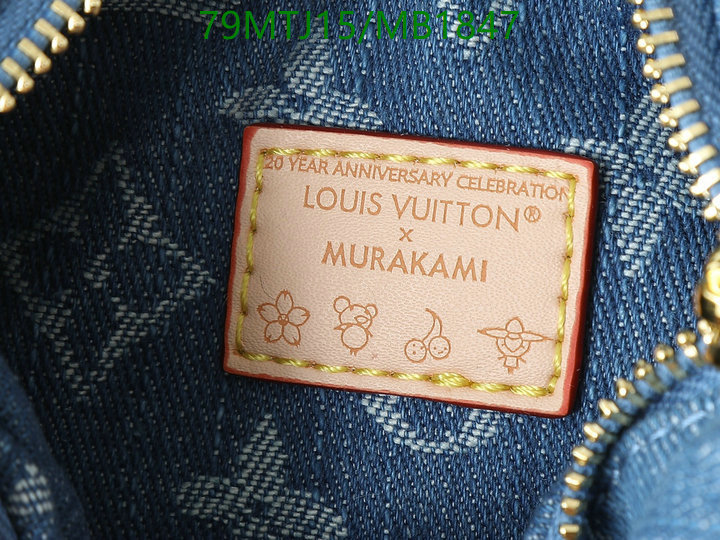 79MTJ15/MB1847
20 YEAR ANNIVERSARY CELEBRATION
LOUIS VUITTON®
x
MURAKAMI